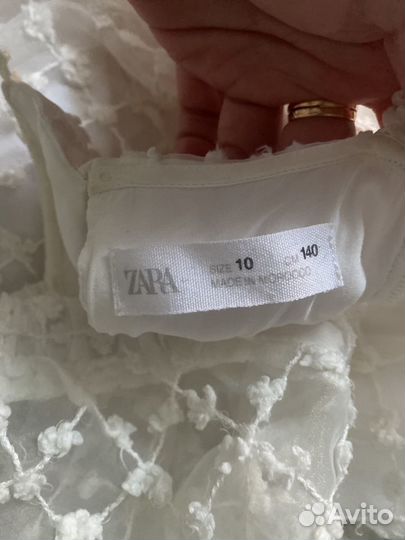 ZARA
SIZE 10 CM 140
MADE IN MOROCCO
Avito